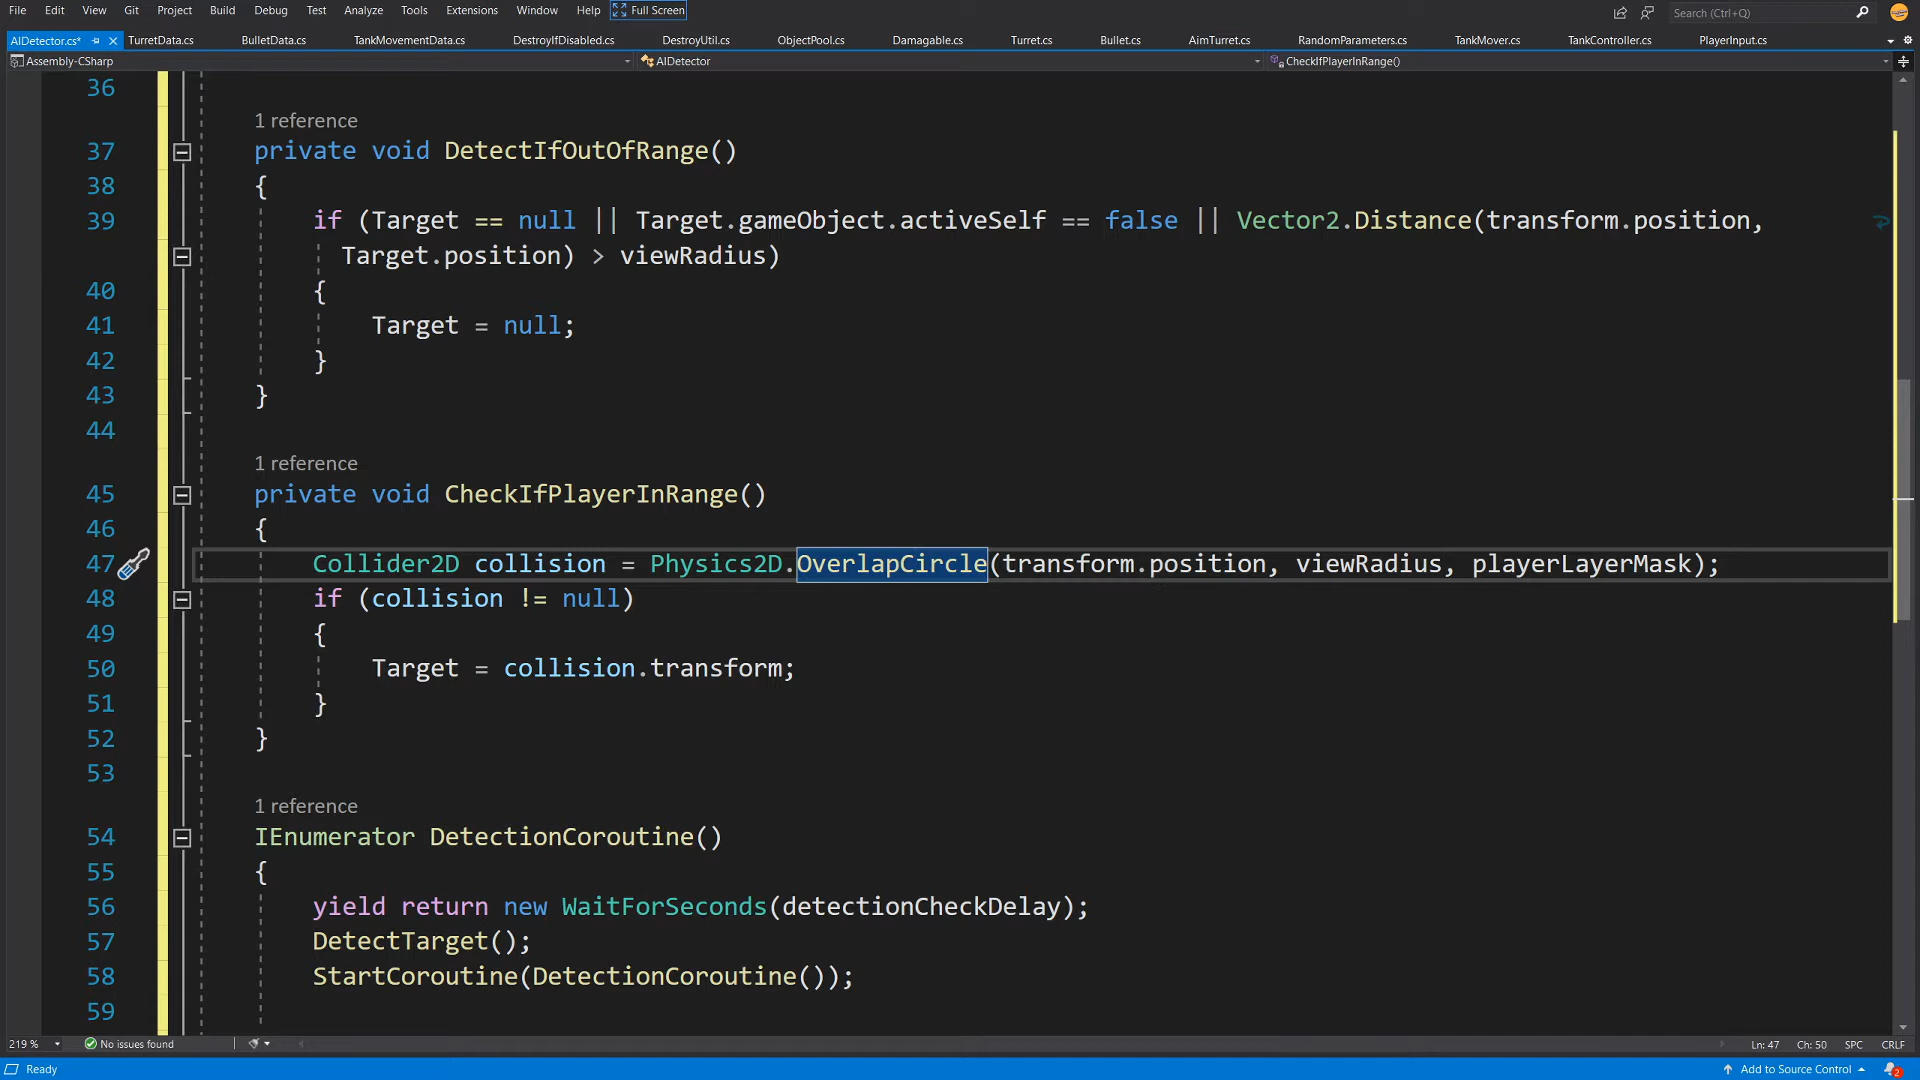 File Edit View Git Project Build Debug Test Analyze Tools Extensions Window Help Full Screen Search (Ctrl+Q)
AIDetector.cs* TurretData.cs BulletData.cs TankMovementData.cs DestroyIfDisabled.cs DestroyUtil.cs ObjectPool.cs Damagable.cs Turret.cs Bullet.cs AimTurret.cs RandomParameters.cs TankMover.cs TankController.cs PlayerInput.cs
Assembly-CSharp AIDetector CheckIfPlayerInRange()
36
1 reference
37 private void DetectIfOutOfRange()
38 {
39 if (Target == null || Target.gameObject.activeSelf == false || Vector2.Distance(transform.position,
Target.position) > viewRadius)
40 {
41 Target = null;
42 }
43 }
44
1 reference
45 private void CheckIfPlayerInRange()
46 {
47 Collider2D collision = Physics2D.OverlapCircle(transform.position, viewRadius, playerLayerMask);
48 if (collision != null)
49 {
50 Target = collision.transform;
51 }
52 }
53
1 reference
54 IEnumerator DetectionCoroutine()
55 {
56 yield return new WaitForSeconds(detectionCheckDelay);
57 DetectTarget();
58 StartCoroutine(DetectionCoroutine());
59
219 % No issues found Ln: 47 Ch: 50 SPC CRLF
Ready Add to Source Control 2